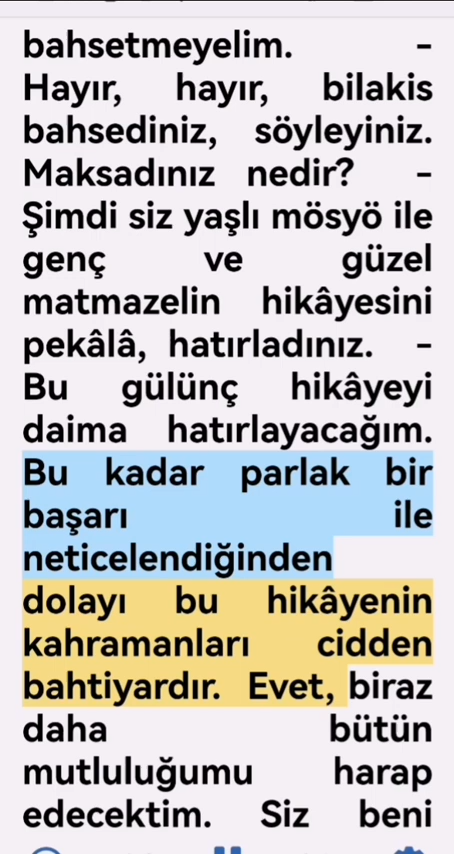 bahsetmeyelim. -
Hayır, hayır, bilakis
bahsediniz, söyleyiniz.
Maksadınız nedir? -
Şimdi siz yaşlı mösyö ile
genç ve güzel
matmazelin hikâyesini
pekâlâ, hatırladınız. -
Bu gülünç hikâyeyi
daima hatırlayacağım.
Bu kadar parlak bir
başarı ile
neticelendiğinden
dolayı bu hikâyenin
kahramanları cidden
bahtiyardır. Evet, biraz
daha bütün
mutluluğumu harap
edecektim. Siz beni